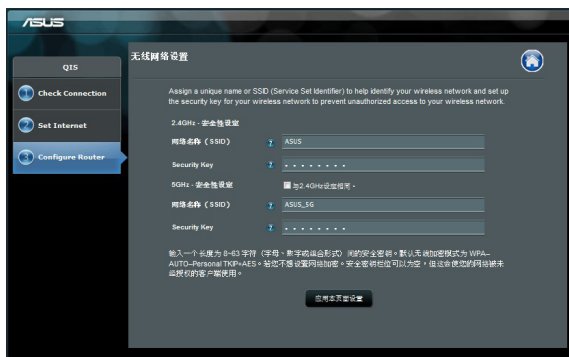 ASUS
QIS
1 Check Connection
2 Set Internet
3 Configure Router
无线网络设置
Assign a unique name or SSID (Service Set Identifier) to help identify your wireless network and set up
the security key for your wireless network to prevent unauthorized access to your wireless network.
2.4GHz - 安全性设定
网络名称 (SSID) ? ASUS
Security Key ? • • • • • • • •
5GHz - 安全性设定 与2.4GHz设定相同。
网络名称 (SSID) ? ASUS_5G
Security Key ? • • • • • • • •
输入一个长度为 8-63 字符 (字母、数字或组合形式) 间的安全密钥。默认无线加密模式为 WPA-
AUTO-Personal TKIP+AES。若您不想设置网络加密。安全密钥栏位可以为空，但这会使您的网络被未
经授权的客户端使用。
应用本页面设置